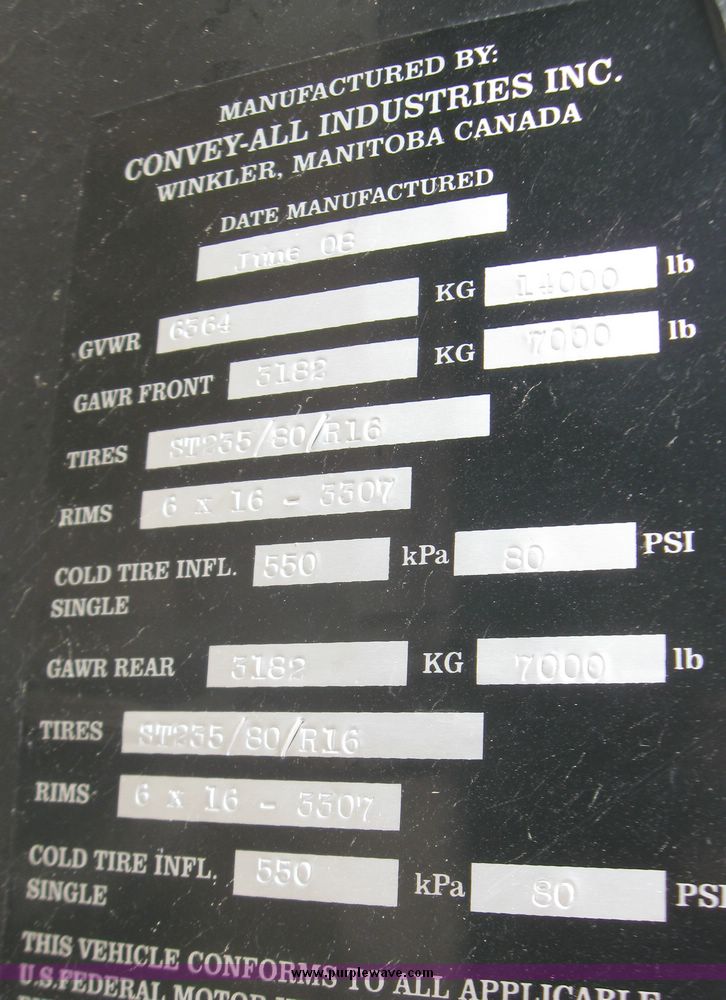 MANUFACTURED BY:
CONVEY-ALL INDUSTRIES INC.
WINKLER, MANITOBA CANADA
DATE MANUFACTURED
June 08
GVWR 6364 KG 14000 lb
GAWR FRONT 3182 KG 7000 lb
TIRES ST235/80/R16
RIMS 6 x 16 - 3307
COLD TIRE INFL. 550 kPa 80 PSI
SINGLE
GAWR REAR 3182 KG 7000 lb
TIRES ST235/80/R16
RIMS 6 x 16 - 3307
COLD TIRE INFL. 550 kPa 80 PSI
SINGLE
THIS VEHICLE CONFORMS TO ALL APPLICABLE
www.purplewave.com
U.S.FEDERAL MOTOR